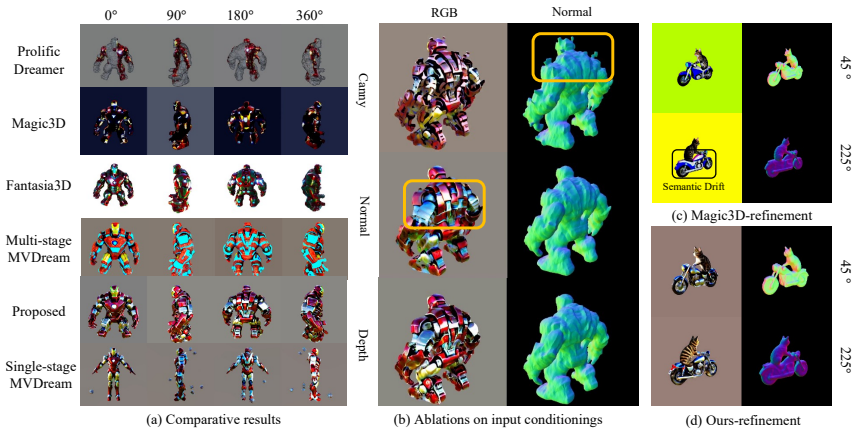 0° 90° 180° 360°
Prolific
Dreamer
Magic3D
Fantasia3D
Multi-stage
MVDream
Proposed
Single-stage
MVDream
(a) Comparative results
RGB Normal
Canny
Normal
Depth
(b) Ablations on input conditionings
45°
225°
Semantic Drift
(c) Magic3D-refinement
45°
225°
(d) Ours-refinement